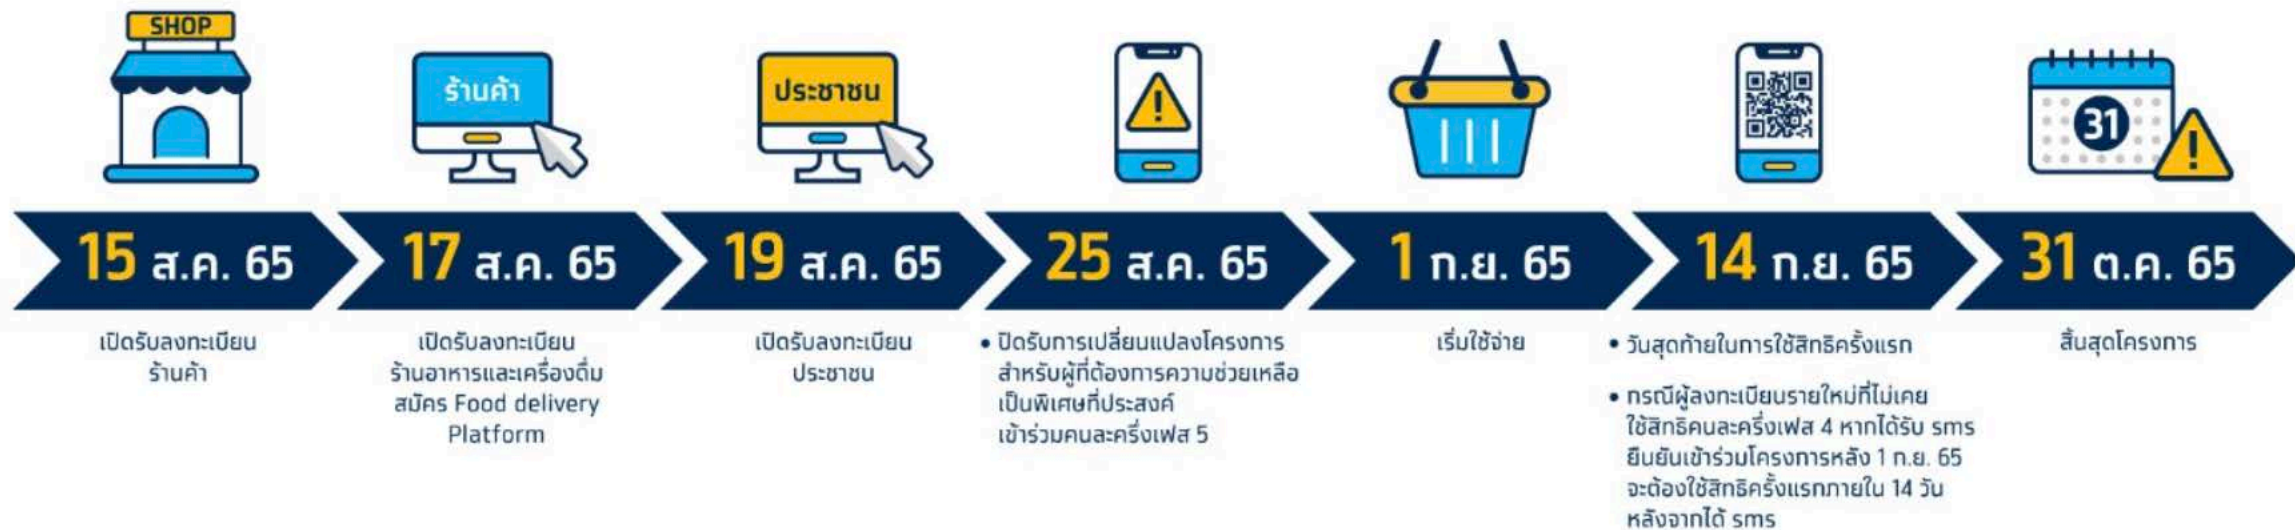 SHOP
ร้านค้า
ประชาชน
31
15 ส.ค. 65
17 ส.ค. 65
19 ส.ค. 65
25 ส.ค. 65
1 ก.ย. 65
14 ก.ย. 65
31 ต.ค. 65
เปิดรับลงทะเบียน
ร้านค้า
เปิดรับลงทะเบียน
ร้านอาหารและเครื่องดื่ม
สมัคร Food delivery
Platform
เปิดรับลงทะเบียน
ประชาชน
• ปิดรับการเปลี่ยนแปลงโครงการ
สำหรับผู้ที่ต้องการความช่วยเหลือ
เป็นพิเศษที่ประสงค์
เข้าร่วมคนละครึ่งเฟส 5
เริ่มใช้จ่าย
• วันสุดท้ายในการใช้สิทธิครั้งแรก
• กรณีผู้ลงทะเบียนรายใหม่ที่ไม่เคย
ใช้สิทธิคนละครึ่งเฟส 4 หากได้รับ sms
ยืนยันเข้าร่วมโครงการหลัง 1 ก.ย. 65
จะต้องใช้สิทธิครั้งแรกภายใน 14 วัน
หลังจากได้ sms
สิ้นสุดโครงการ